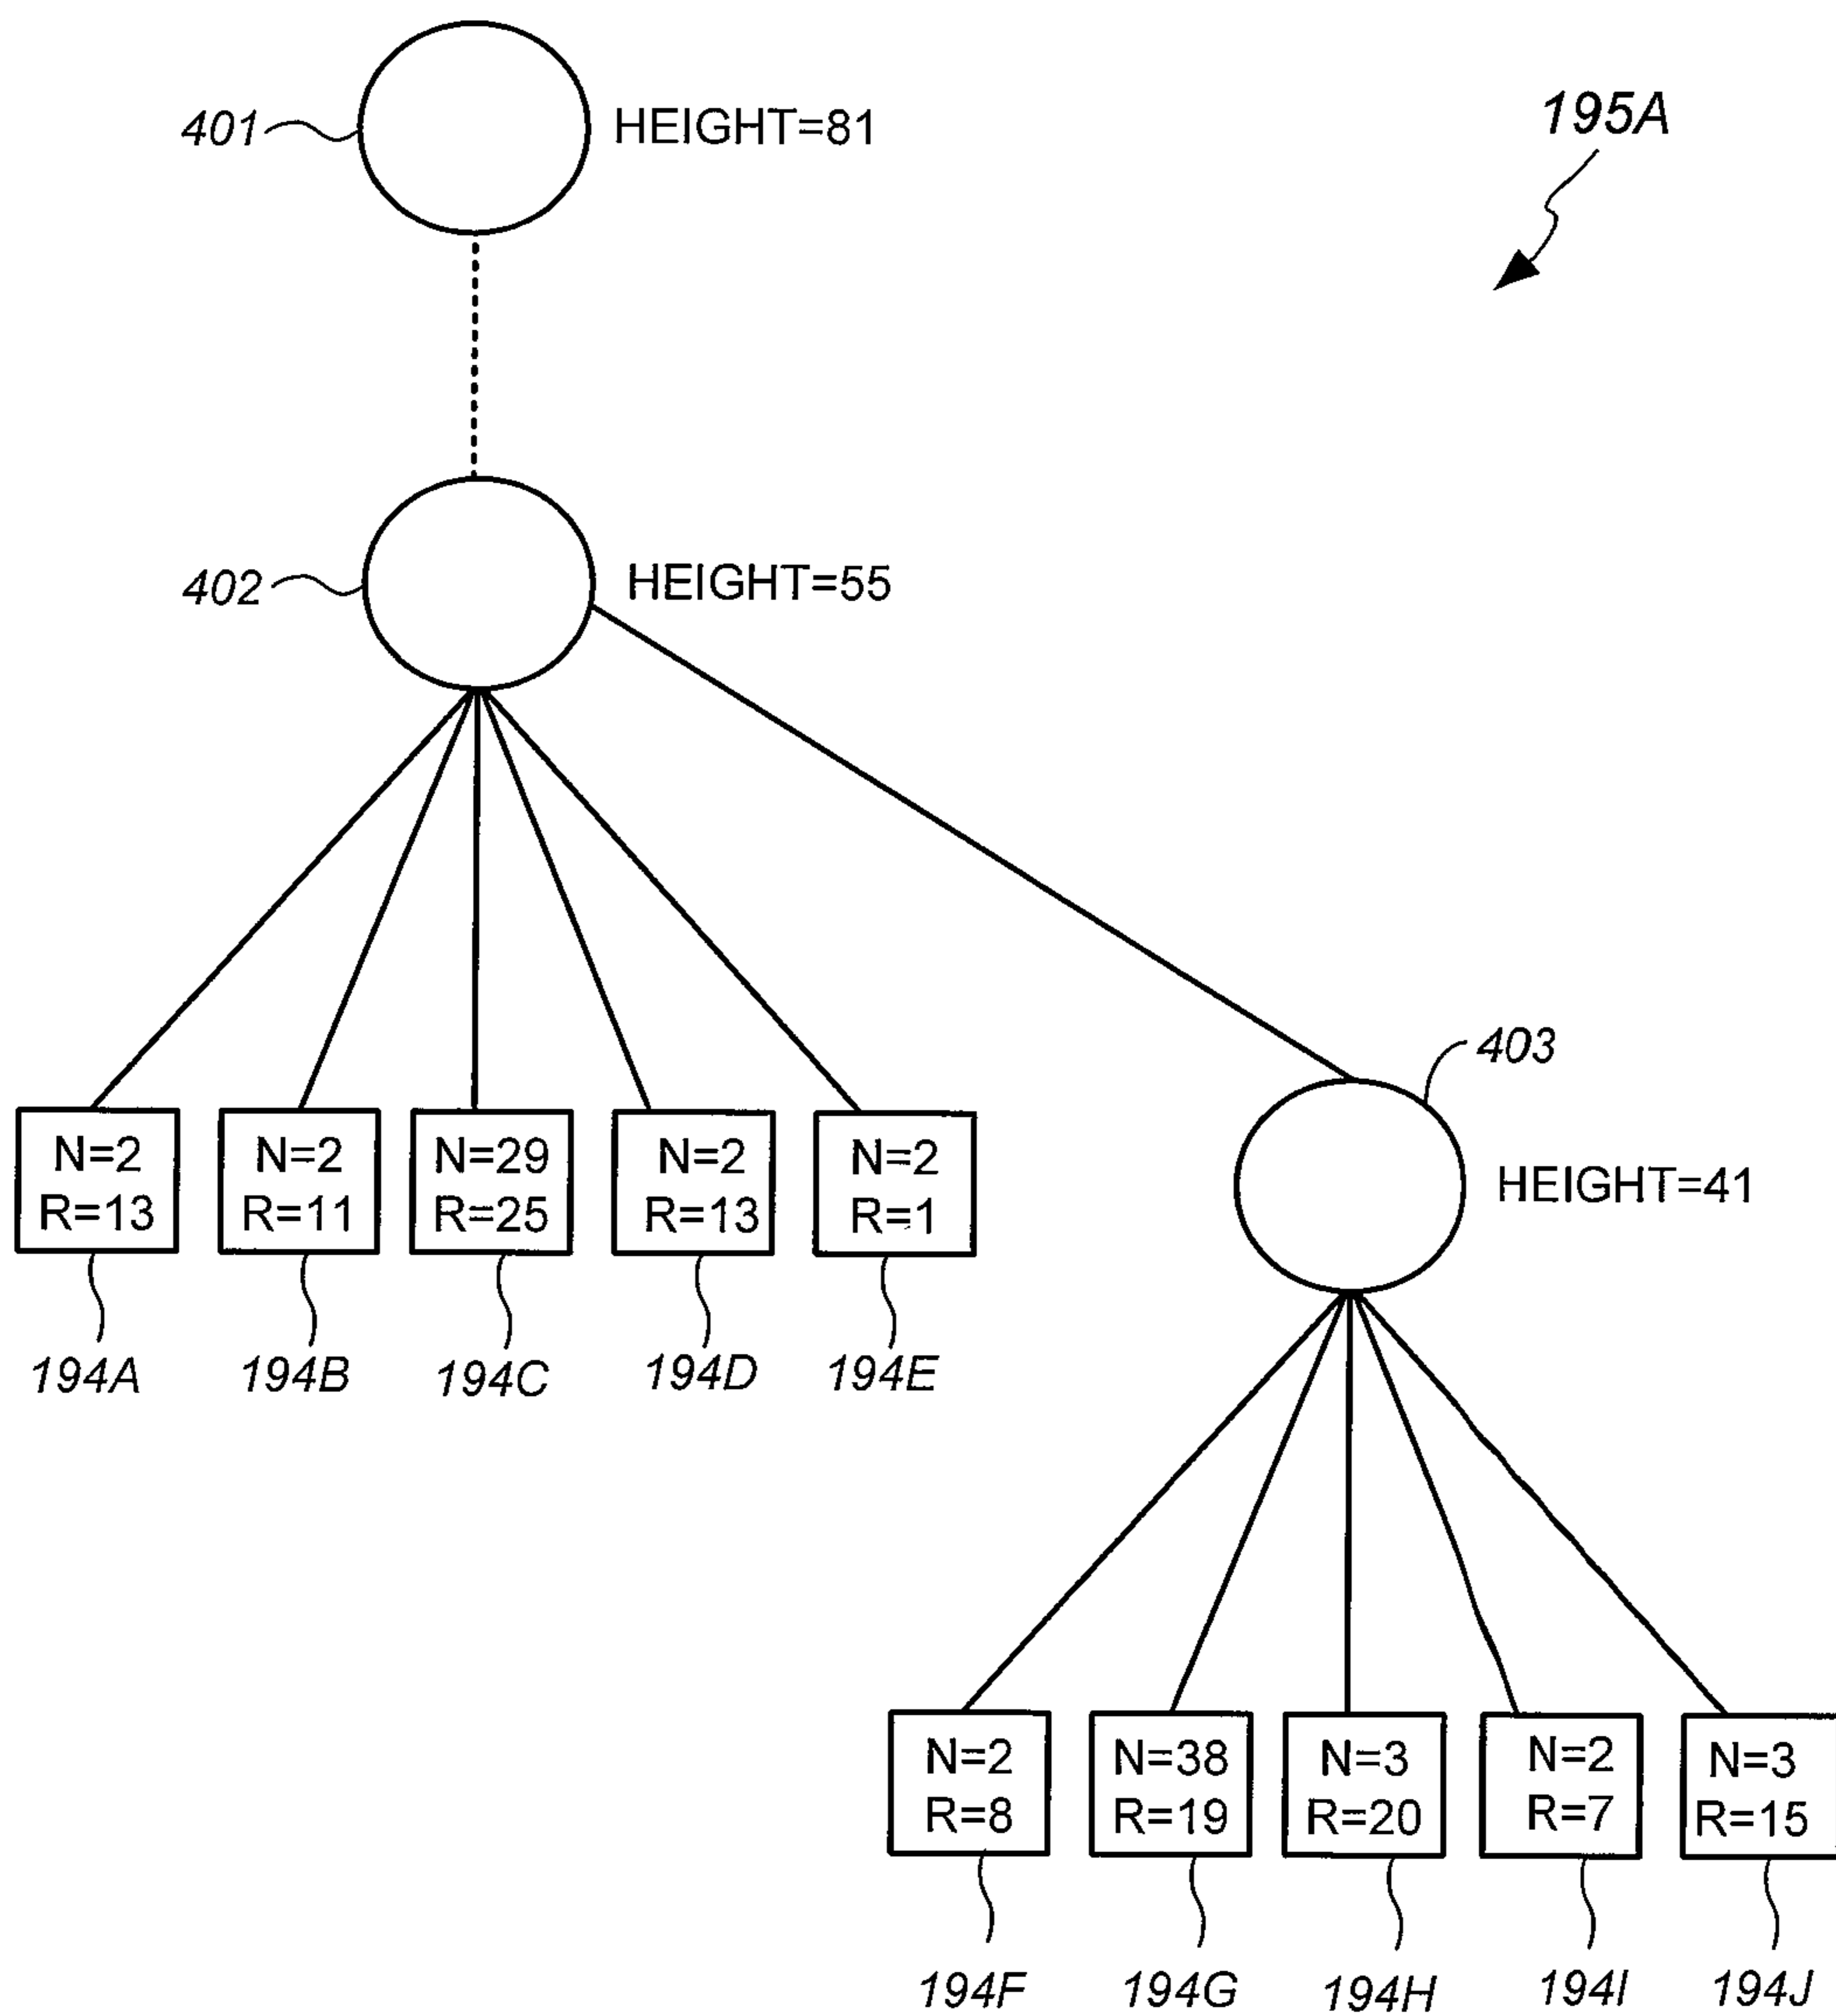 401
HEIGHT=81
195A
402
HEIGHT=55
403
HEIGHT=41
N=2
R=13
N=2
R=11
N=29
R=25
N=2
R=13
N=2
R=1
194A
194B
194C
194D
194E
N=2
R=8
N=38
R=19
N=3
R=20
N=2
R=7
N=3
R=15
194F
194G
194H
194I
194J